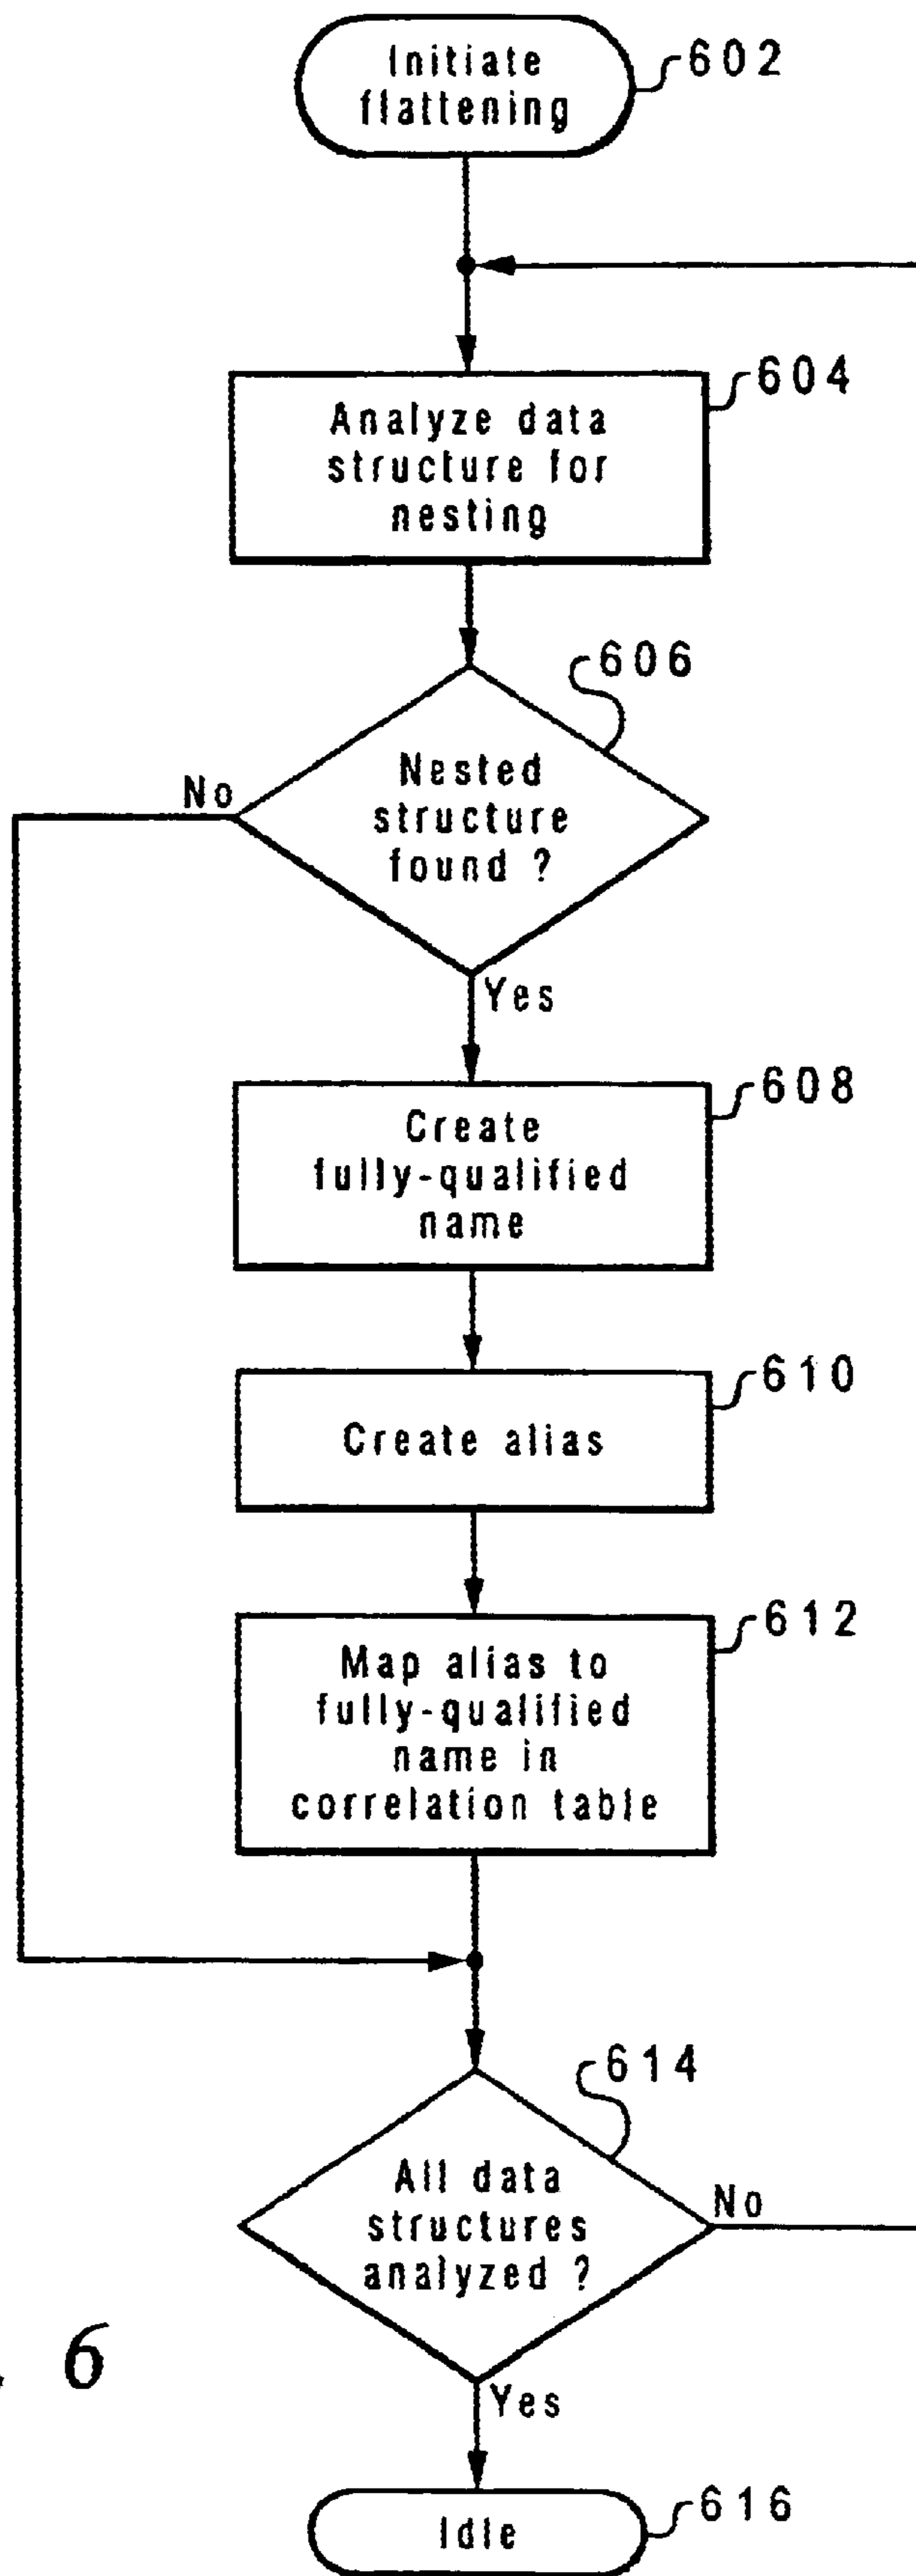 Initiate
flattening
602
604
Analyze data
structure for
nesting
606
No
Nested
structure
found ?
Yes
608
Create
fully-qualified
name
610
Create alias
612
Map alias to
fully-qualified
name in
correlation table
614
All data
structures
analyzed ?
No
6
Yes
Idle
616